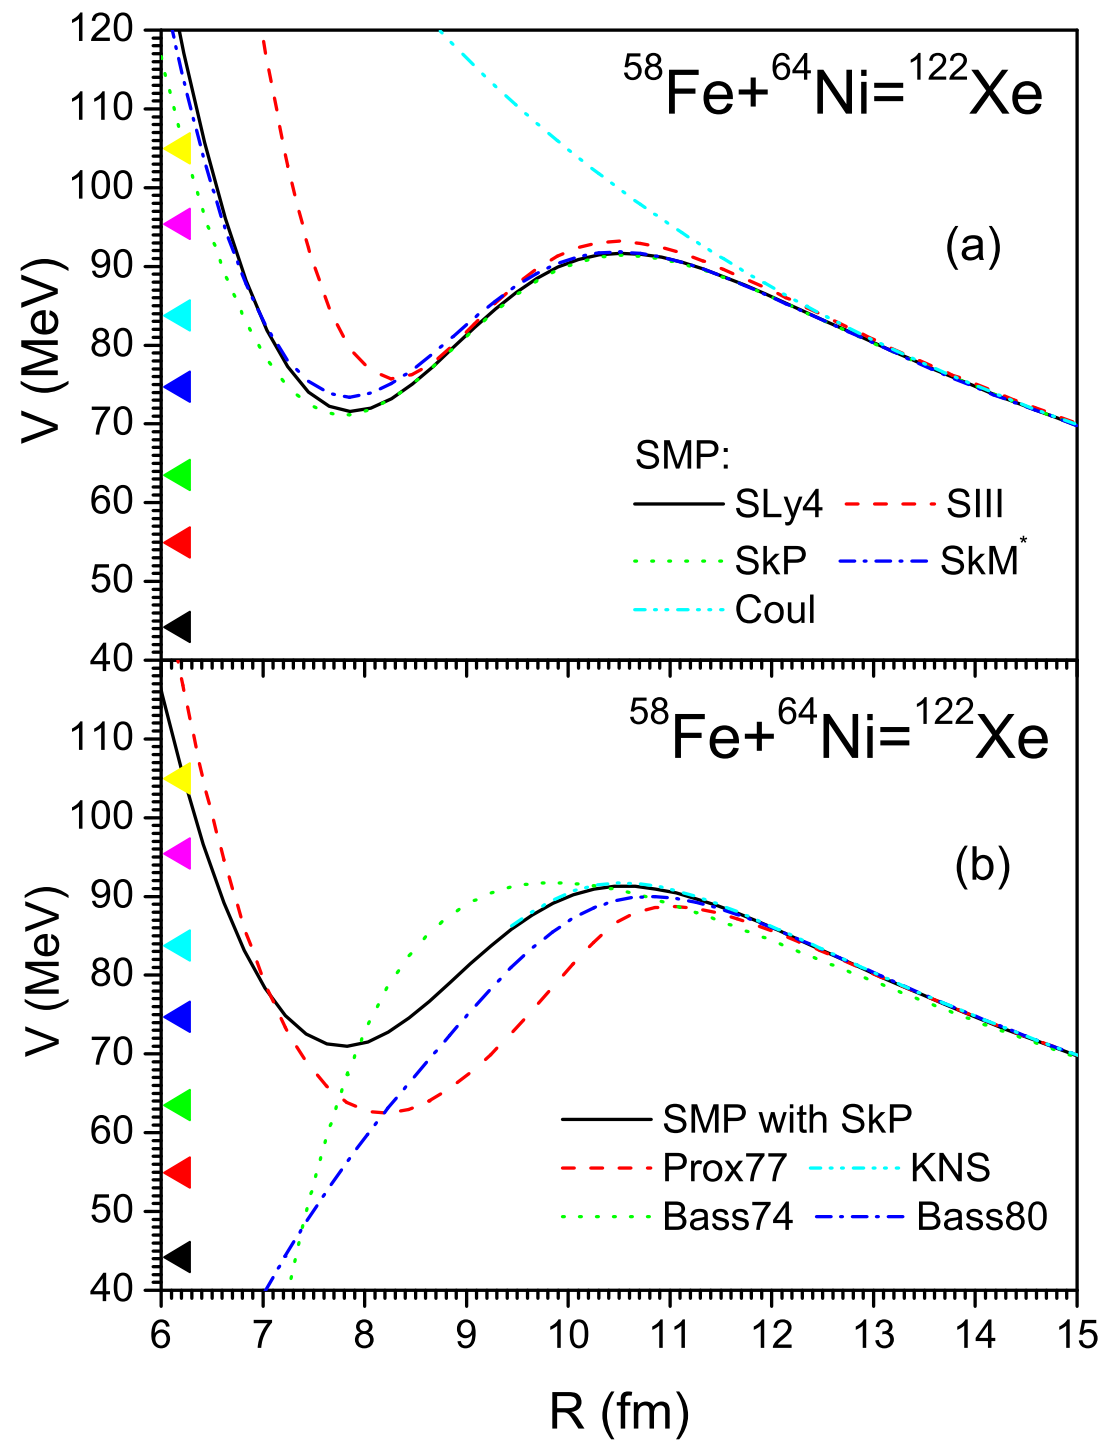 120
110
100
90
80
70
60
50
40
V (MeV)
⁵⁸Fe+⁶⁴Ni=¹²²Xe
(a)
SMP:
SLy4 SIII
SkP SkM*
Coul
110
100
90
80
70
60
50
40
V (MeV)
⁵⁸Fe+⁶⁴Ni=¹²²Xe
(b)
SMP with SkP
Prox77 KNS
Bass74 Bass80
6 7 8 9 10 11 12 13 14 15
R (fm)